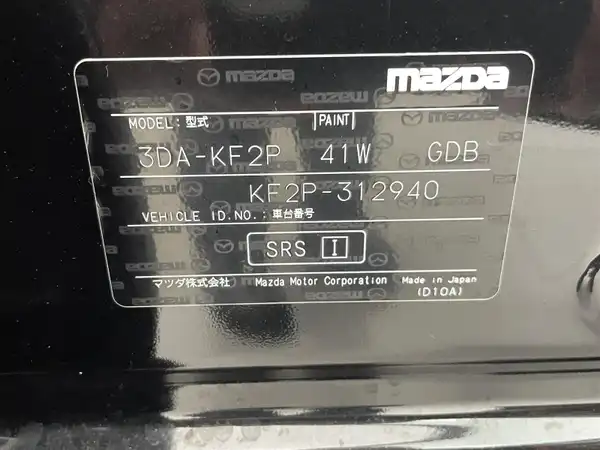 mazda
MODEL:型式 PAINT
3DA-KF2P 41W GDB
KF2P-312940
VEHICLE ID.NO.:車台番号
SRS I
マツダ株式会社 Mazda Motor Corporation Made in Japan
(D10A)